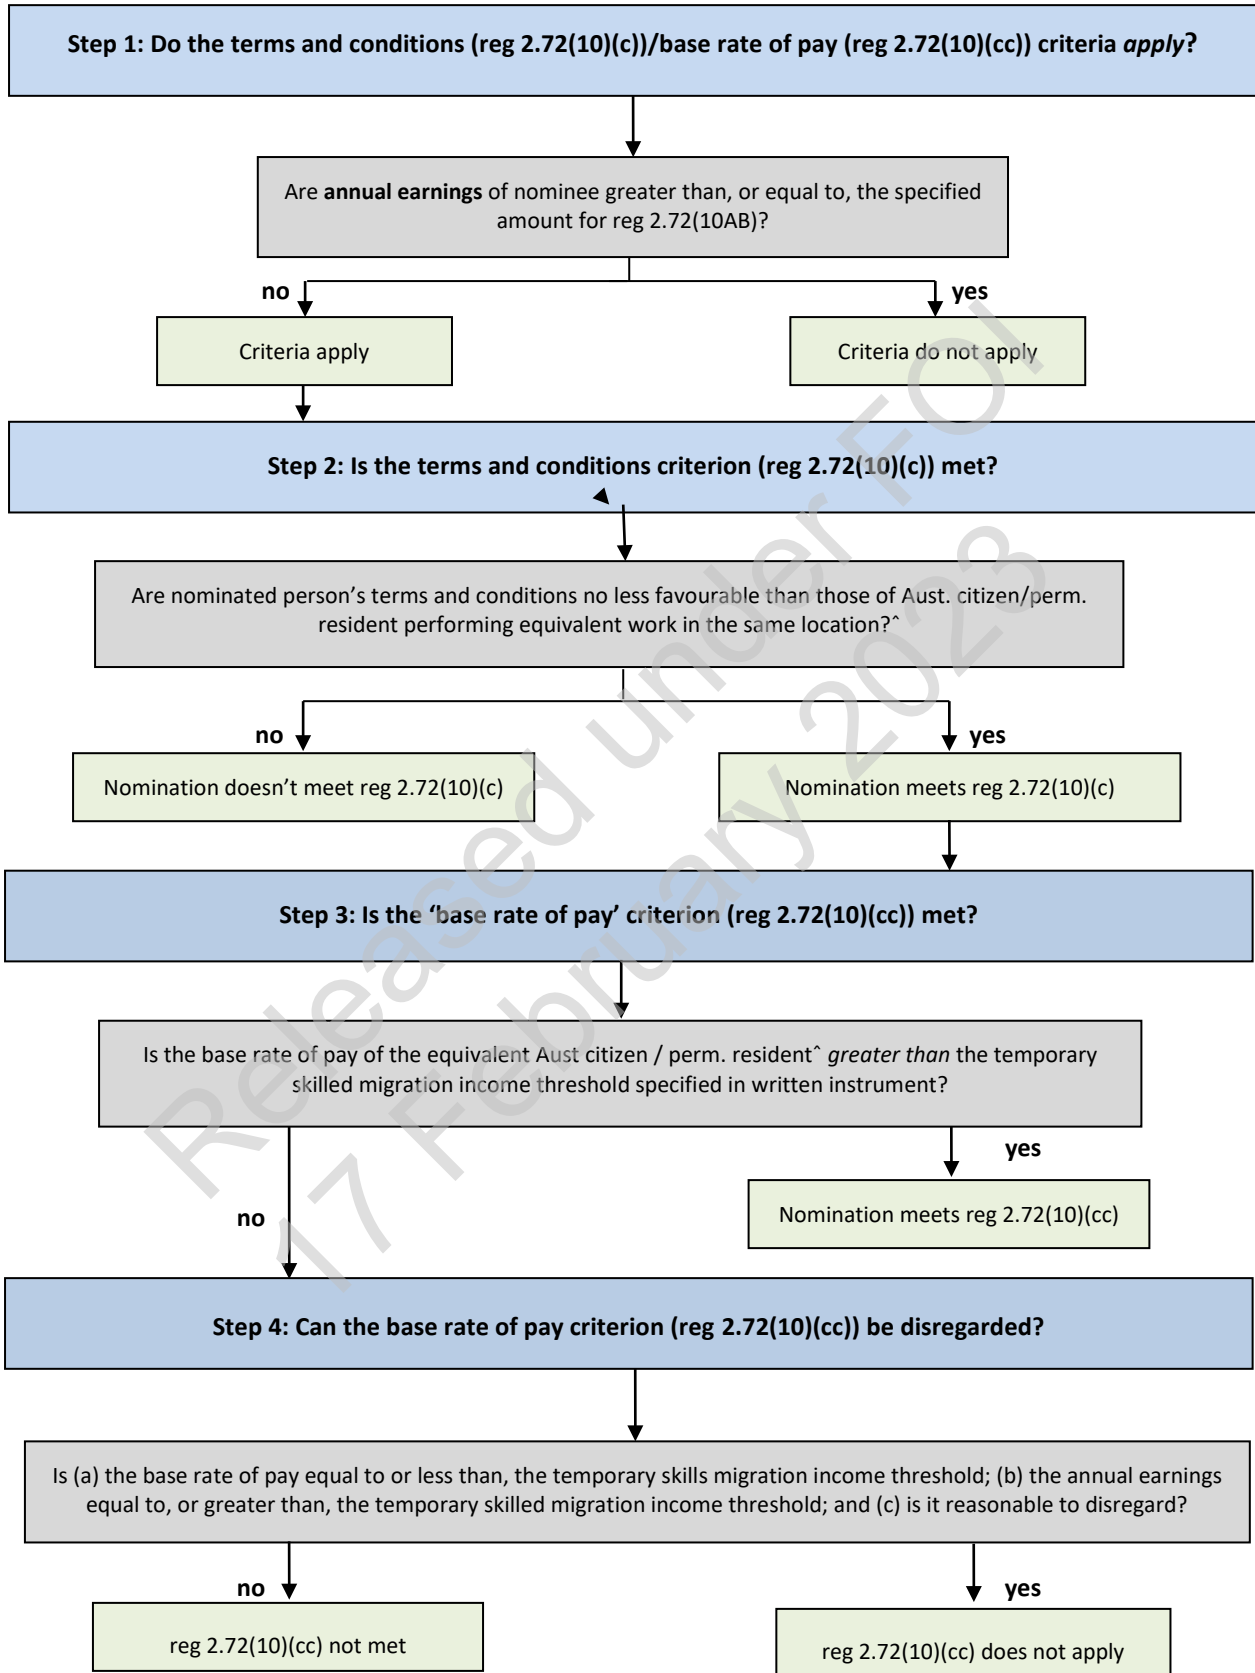 Step 1: Do the terms and conditions (reg 2.72(10)(c))/base rate of pay (reg 2.72(10)(cc)) criteria apply?
Are annual earnings of nominee greater than, or equal to, the specified
amount for reg 2.72(10AB)?
no
yes
Criteria apply
Criteria do not apply
Step 2: Is the terms and conditions criterion (reg 2.72(10)(c)) met?
Are nominated person’s terms and conditions no less favourable than those of Aust. citizen/perm.
resident performing equivalent work in the same location?^
no
yes
Nomination doesn’t meet reg 2.72(10)(c)
Nomination meets reg 2.72(10)(c)
Step 3: Is the ‘base rate of pay’ criterion (reg 2.72(10)(cc)) met?
Is the base rate of pay of the equivalent Aust citizen / perm. resident^ greater than the temporary
skilled migration income threshold specified in written instrument?
yes
no
Nomination meets reg 2.72(10)(cc)
Step 4: Can the base rate of pay criterion (reg 2.72(10)(cc)) be disregarded?
Is (a) the base rate of pay equal to or less than, the temporary skills migration income threshold; (b) the annual earnings
equal to, or greater than, the temporary skilled migration income threshold; and (c) is it reasonable to disregard?
no
yes
reg 2.72(10)(cc) not met
reg 2.72(10)(cc) does not apply
Released under FOI
17 February 2023